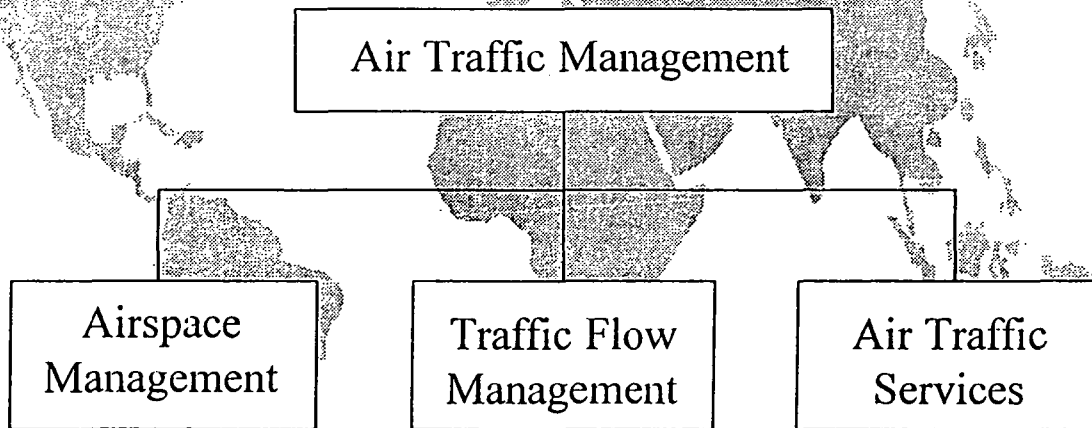 Air Traffic Management
Airspace
Management
Traffic Flow
Management
Air Traffic
Services